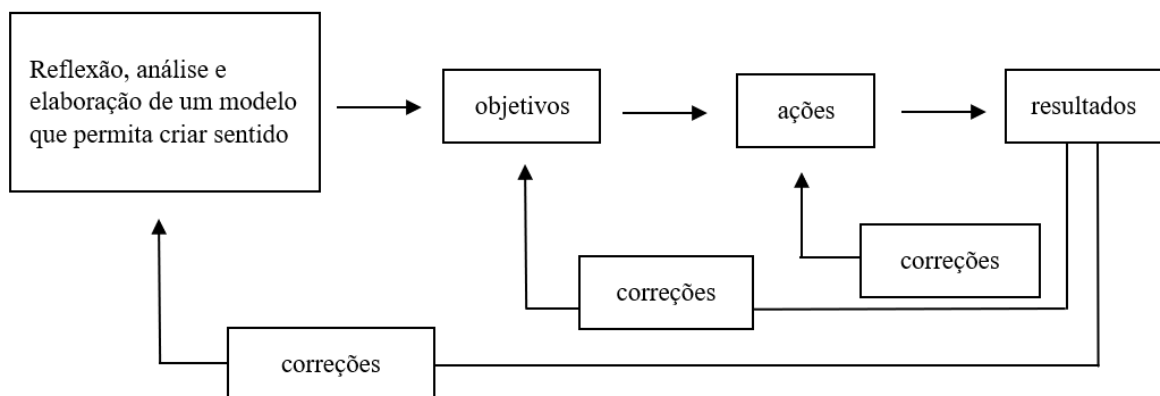 Reflexão, análise e
elaboração de um modelo
que permita criar sentido
objetivos
ações
resultados
correções
correções
correções